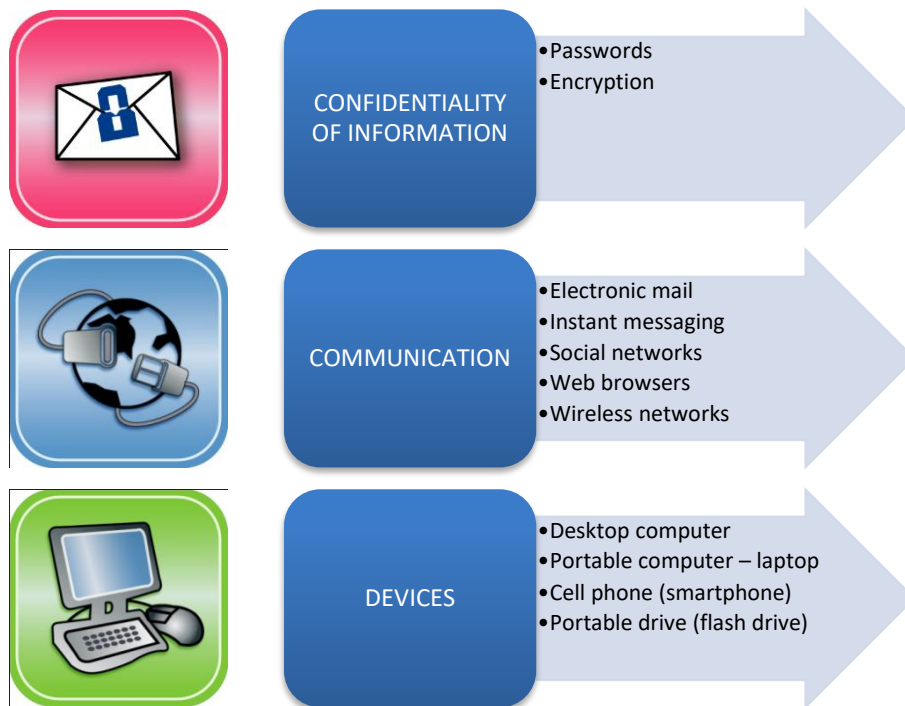 CONFIDENTIALITY
OF INFORMATION
•Passwords
•Encryption
COMMUNICATION
•Electronic mail
•Instant messaging
•Social networks
•Web browsers
•Wireless networks
DEVICES
•Desktop computer
•Portable computer – laptop
•Cell phone (smartphone)
•Portable drive (flash drive)